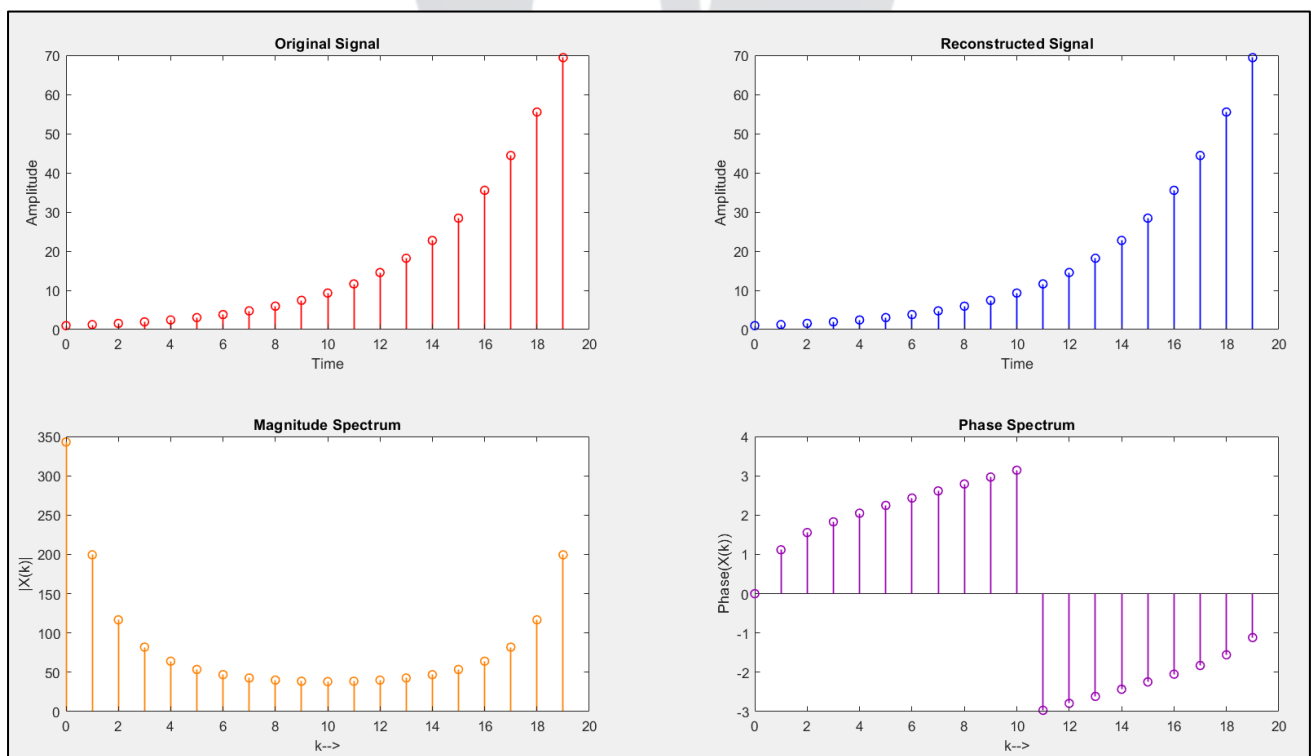 Original Signal
70
60
50
40
30
20
10
0
Amplitude
0 2 4 6 8 10 12 14 16 18 20
Time
Reconstructed Signal
70
60
50
40
30
20
10
0
Amplitude
0 2 4 6 8 10 12 14 16 18 20
Time
Magnitude Spectrum
350
300
250
200
150
100
50
0
|X(k)|
0 2 4 6 8 10 12 14 16 18 20
k-->
Phase Spectrum
4
3
2
1
0
-1
-2
-3
Phase(X(k))
0 2 4 6 8 10 12 14 16 18 20
k-->